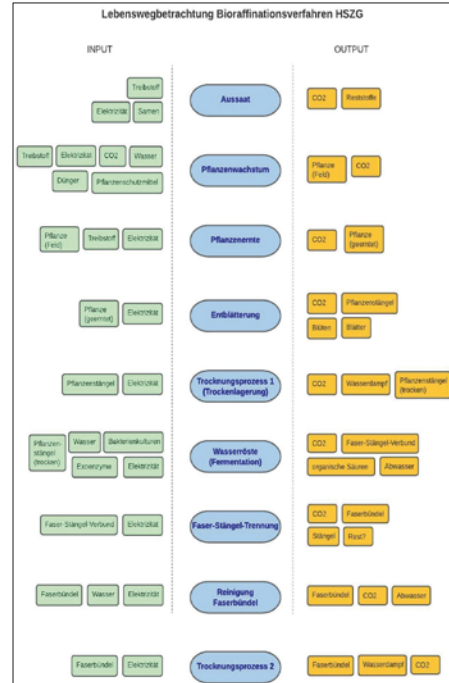 Lebenswegbetrachtung Bioraffinationsverfahren HSZG
INPUT
OUTPUT
Treibstoff
Elektrizität
Samen
Aussaat
CO2
Reststoffe
Treibstoff
Elektrizität
CO2
Wasser
Dünger
Pflanzenschutzmittel
Pflanzenwachstum
Pflanze
(Feld)
CO2
Pflanze
(Feld)
Treibstoff
Elektrizität
Pflanzenernte
CO2
Pflanze
(geerntet)
Pflanze
(geerntet)
Elektrizität
Entblätterung
CO2
Pflanzenstängel
Blüten
Blätter
Pflanzenstängel
Elektrizität
Trocknungsprozess 1
(Trockenlagerung)
CO2
Wasserdampf
Pflanzenstängel
(trocken)
Pflanzen-
stängel
(trocken)
Wasser
Bakterienkulturen
Exoenzyme
Elektrizität
Wasserröste
(Fermentation)
CO2
Faser-Stängel-Verbund
organische Säuren
Abwasser
Faser-Stängel-Verbund
Elektrizität
Faser-Stängel-Trennung
CO2
Faserbündel
Stängel
Rest?
Faserbündel
Wasser
Elektrizität
Reinigung
Faserbündel
Faserbündel
CO2
Abwasser
Faserbündel
Elektrizität
Trocknungsprozess 2
Faserbündel
Wasserdampf
CO2